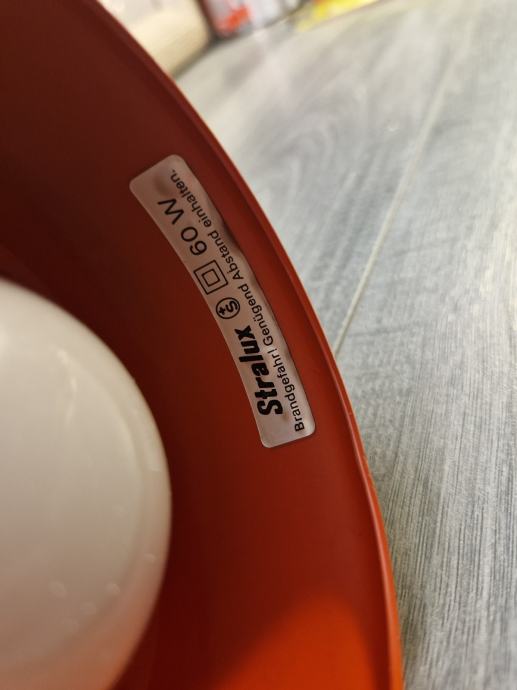 Stralux +S 60 W
Brandgefahr! Genügend Abstand einhalten.